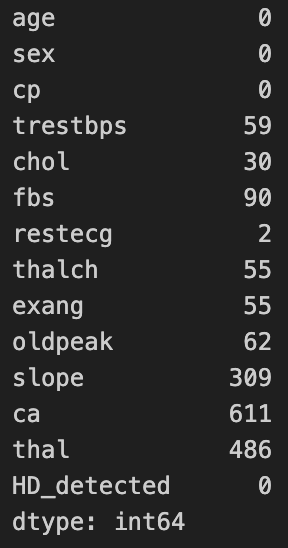 age 0
sex 0
cp 0
trestbps 59
chol 30
fbs 90
restecg 2
thalch 55
exang 55
oldpeak 62
slope 309
ca 611
thal 486
HD_detected 0
dtype: int64